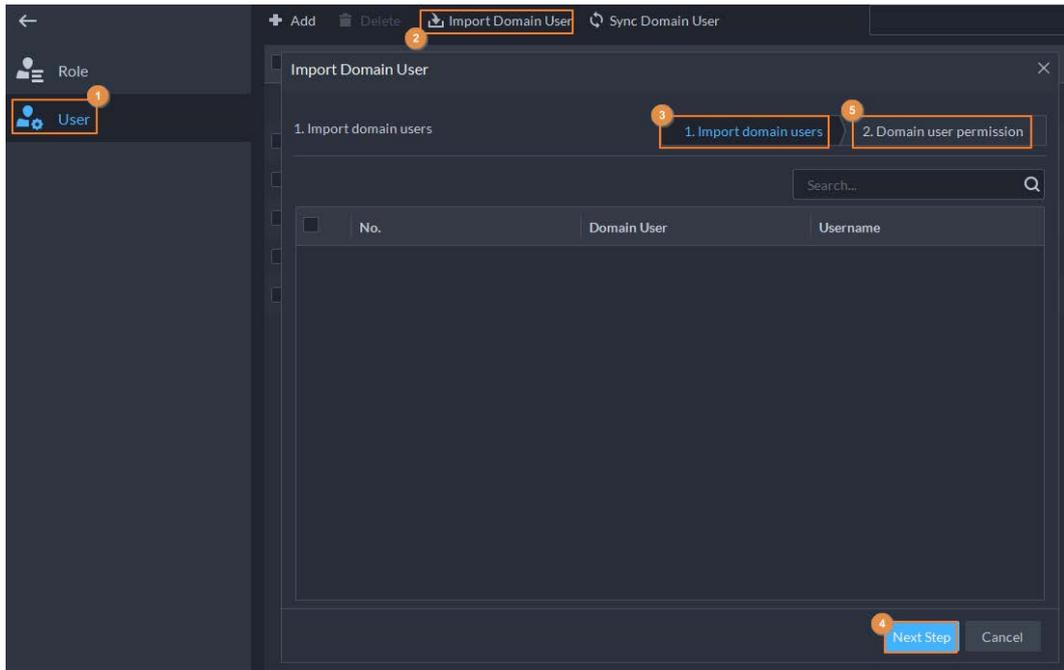 Add Delete Import Domain User Sync Domain User
2
Role
Import Domain User
1
User
3 5
1. Import domain users 1. Import domain users 2. Domain user permission
Search...
No. Domain User Username
4
Next Step Cancel